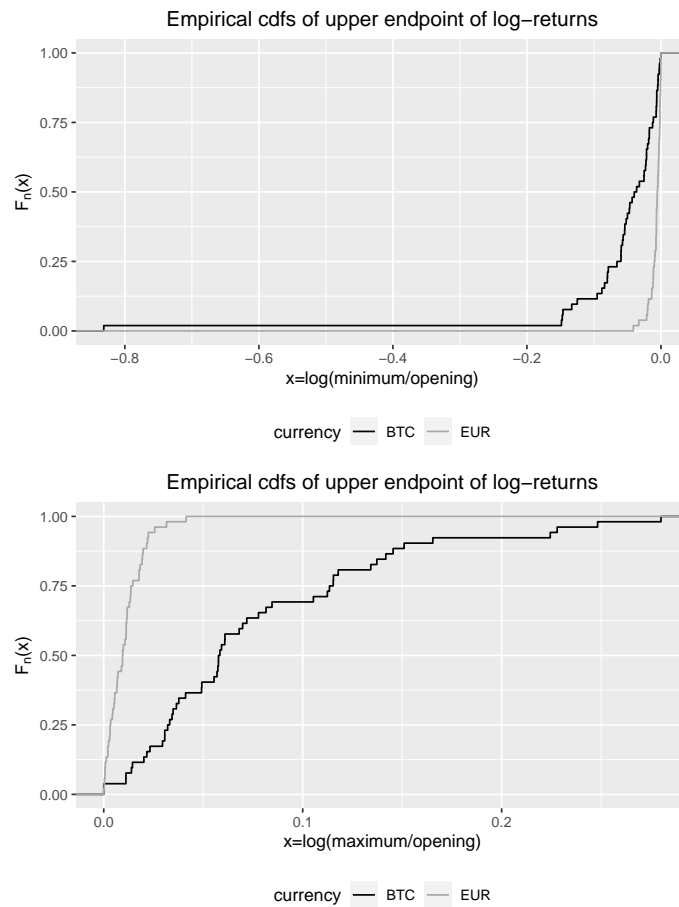 Empirical cdfs of upper endpoint of log−returns
1.00
0.75
0.50
0.25
0.00
Fn(x)
−0.8 −0.6 −0.4 −0.2 0.0
x=log(minimum/opening)
currency BTC EUR
Empirical cdfs of upper endpoint of log−returns
1.00
0.75
0.50
0.25
0.00
Fn(x)
0.0 0.1 0.2
x=log(maximum/opening)
currency BTC EUR